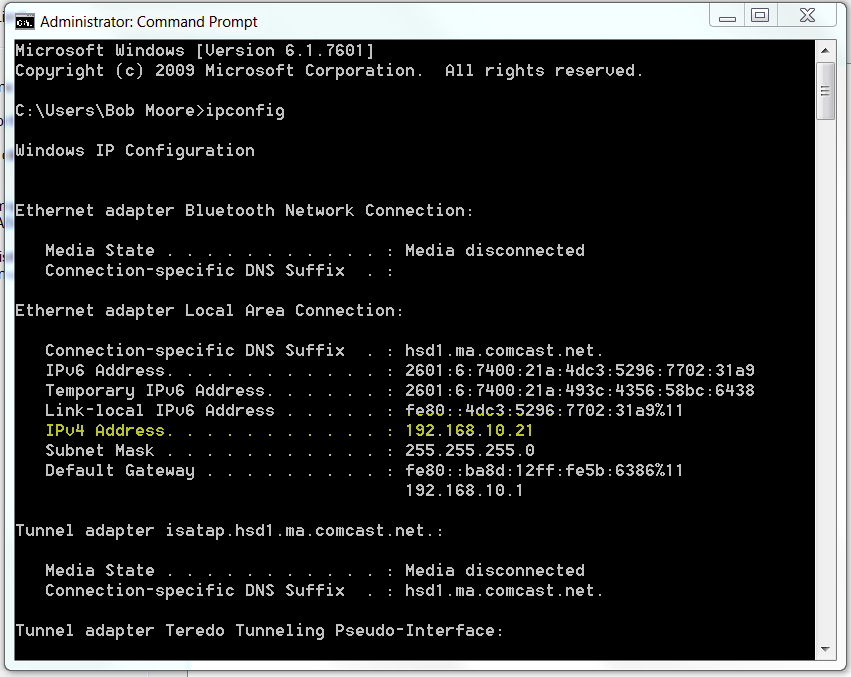 Administrator: Command Prompt
Microsoft Windows [Version 6.1.7601]
Copyright (c) 2009 Microsoft Corporation.  All rights reserved.
C:\Users\Bob Moore>ipconfig
Windows IP Configuration
Ethernet adapter Bluetooth Network Connection:
   Media State . . . . . . . . . . . : Media disconnected
   Connection-specific DNS Suffix  . :
Ethernet adapter Local Area Connection:
   Connection-specific DNS Suffix  . : hsd1.ma.comcast.net.
   IPv6 Address. . . . . . . . . . . : 2601:6:7400:21a:4dc3:5296:7702:31a9
   Temporary IPv6 Address. . . . . . : 2601:6:7400:21a:493c:4356:58bc:6438
   Link-local IPv6 Address . . . . . : fe80::4dc3:5296:7702:31a9%11
   IPv4 Address. . . . . . . . . . . : 192.168.10.21
   Subnet Mask . . . . . . . . . . . : 255.255.255.0
   Default Gateway . . . . . . . . . : fe80::ba8d:12ff:fe5b:6386%11
                                       192.168.10.1
Tunnel adapter isatap.hsd1.ma.comcast.net.:
   Media State . . . . . . . . . . . : Media disconnected
   Connection-specific DNS Suffix  . : hsd1.ma.comcast.net.
Tunnel adapter Teredo Tunneling Pseudo-Interface: